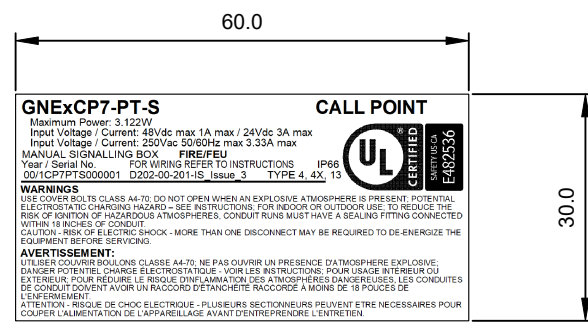 60.0
GNExCP7-PT-S CALL POINT
Maximum Power: 3.122W
Input Voltage / Current: 48Vdc max 1A max / 24Vdc 3A max
Input Voltage / Current: 250Vac 50/60Hz max 3.33A max
MANUAL SIGNALLING BOX FIRE/FEU
Year / Serial No. FOR WIRING REFER TO INSTRUCTIONS IP66
00/1CP7PTS000001 D202-00-201-IS_Issue_3 TYPE 4, 4X, 13
UL CERTIFIED
SAFETY US-CA
E482536
WARNINGS
USE COVER BOLTS CLASS A4-70; DO NOT OPEN WHEN AN EXPLOSIVE ATMOSPHERE IS PRESENT; POTENTIAL
ELECTROSTATIC CHARGING HAZARD – SEE INSTRUCTIONS; FOR INDOOR OR OUTDOOR USE; TO REDUCE THE
RISK OF IGNITION OF HAZARDOUS ATMOSPHERES, CONDUIT RUNS MUST HAVE A SEALING FITTING CONNECTED
WITHIN 18 INCHES OF CONDUIT.
CAUTION - RISK OF ELECTRIC SHOCK - MORE THAN ONE DISCONNECT MAY BE REQUIRED TO DE-ENERGIZE THE
EQUIPMENT BEFORE SERVICING.
AVERTISSEMENT:
UTILISER COUVRIR BOULONS CLASSE A4-70; NE PAS OUVRIR UN PRESENCE D'ATMOSPHERE EXPLOSIVE;
DANGER POTENTIEL CHARGE ÉLECTROSTATIQUE - VOIR LES INSTRUCTIONS; POUR USAGE INTÉRIEUR OU
EXTERIEUR; POUR RÉDUIRE LE RISQUE D'INFLAMMATION DES ATMOSPHÈRES DANGEREUSES, LES CONDUITES
DE CONDUIT DOIVENT AVOIR UN RACCORD D'ÉTANCHÉITÉ RACCORDÉ À MOINS DE 18 POUCES DE
L'ENFERMEMENT.
ATTENTION - RISQUE DE CHOC ELECTRIQUE - PLUSIEURS SECTIONNEURS PEUVENT ETRE NECESSAIRES POUR
COUPER L'ALIMENTATION DE L'APPAREILLAGE AVANT D'ENTREPRENDRE L'ENTRETIEN.
30.0